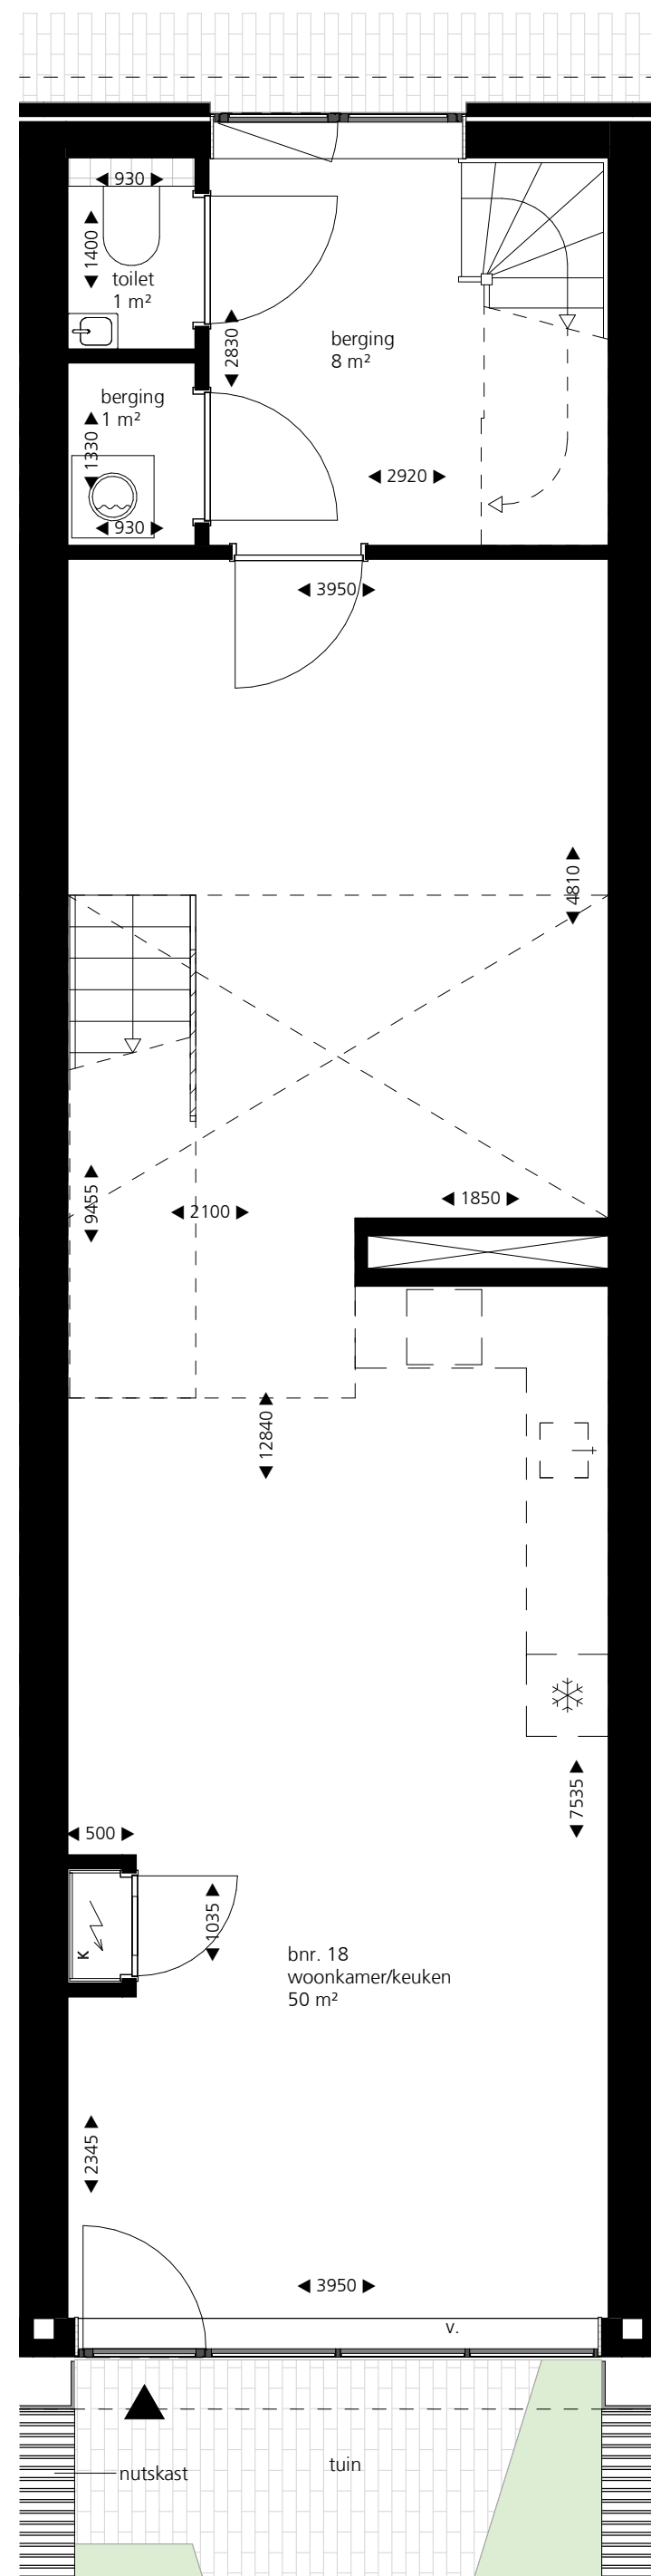 930
1400
toilet
1 m²
2830
berging
8 m²
berging
1 m²
1330
2920
930
3950
4810
9455
2100
1850
12840
7535
500
K
1035
bnr. 18
woonkamer/keuken
50 m²
2345
3950
v.
tuin
nutskast